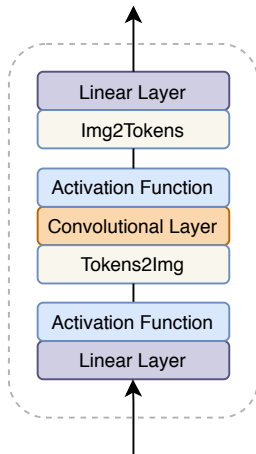 Linear Layer
Img2Tokens
Activation Function
Convolutional Layer
Tokens2Img
Activation Function
Linear Layer